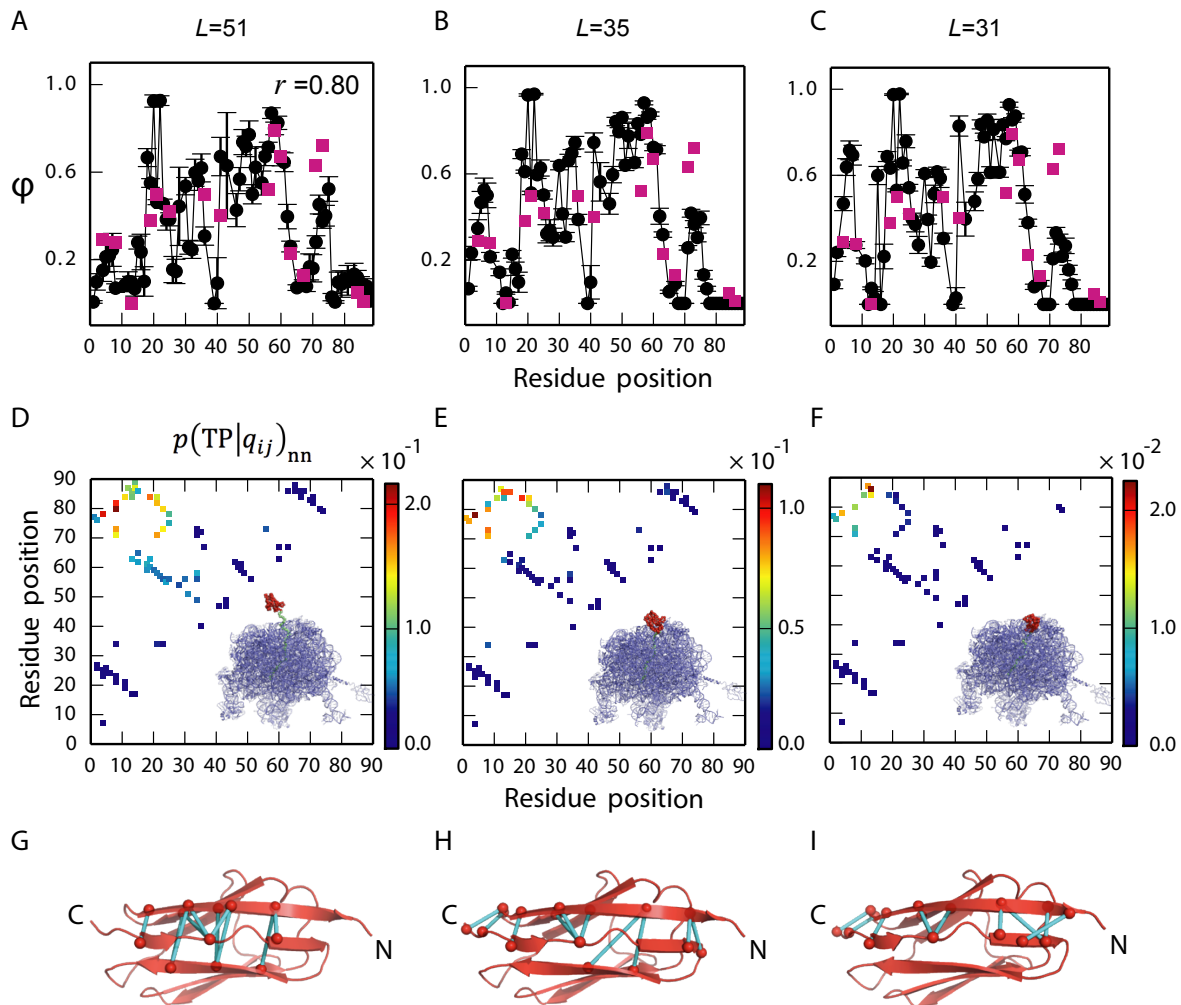 A
L=51
B
L=35
C
L=31
r =0.80
1.0
0.6
0.2
φ
0 10 20 30 40 50 60 70 80
1.0
0.6
0.2
0 10 20 30 40 50 60 70 80
1.0
0.6
0.2
0 10 20 30 40 50 60 70 80
Residue position
D
p(TP|q_ij)_nn
× 10⁻¹
E
× 10⁻¹
F
× 10⁻²
90
80
70
60
50
40
30
20
10
0
Residue position
2.0
1.0
0.0
1.0
0.5
0.0
2.0
1.0
0.0
0 10 20 30 40 50 60 70 80 90
0 10 20 30 40 50 60 70 80 90
0 10 20 30 40 50 60 70 80 90
Residue position
G
C
N
H
C
N
I
C
N